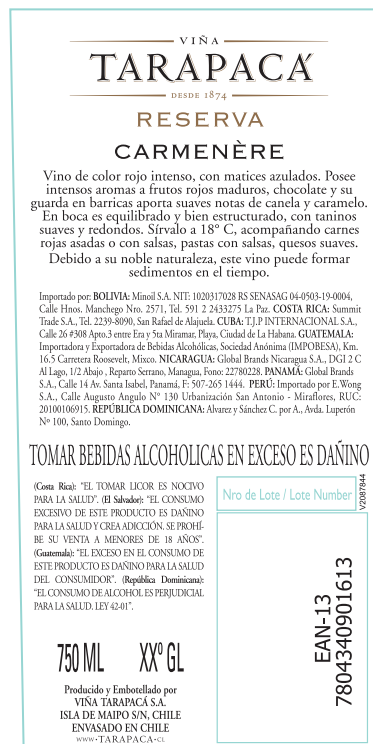 VIÑA
TARAPACÁ
DESDE 1874
RESERVA
CARMENÈRE
Vino de color rojo intenso, con matices azulados. Posee
intensos aromas a frutos rojos maduros, chocolate y su
guarda en barricas aporta suaves notas de canela y caramelo.
En boca es equilibrado y bien estructurado, con taninos
suaves y redondos. Sírvalo a 18° C, acompañando carnes
rojas asadas o con salsas, pastas con salsas, quesos suaves.
Debido a su noble naturaleza, este vino puede formar
sedimentos en el tiempo.
Importado por: BOLIVIA: Minoil S.A. NIT: 1020317028 RS SENASAG 04-0503-19-0004,
Calle Hnos. Manchego Nro. 2571, Tel. 591 2 2433275 La Paz. COSTA RICA: Summit
Trade S.A., Tel. 2239-8090, San Rafael de Alajuela. CUBA: T.J.P INTERNACIONAL S.A.,
Calle 26 #308 Apto.3 entre Era y 5ta Miramar, Playa, Ciudad de La Habana. GUATEMALA:
Importadora y Exportadora de Bebidas Alcohólicas, Sociedad Anónima (IMPOBESA), Km.
16.5 Carretera Roosevelt, Mixco. NICARAGUA: Global Brands Nicaragua S.A., DGI 2 C
Al Lago, 1/2 Abajo , Reparto Serrano, Managua, Fono: 22780228. PANAMÁ: Global Brands
S.A., Calle 14 Av. Santa Isabel, Panamá, F: 507-265 1444. PERÚ: Importado por E.Wong
S.A., Calle Augusto Angulo N° 130 Urbanización San Antonio - Miraflores, RUC:
20100106915. REPÚBLICA DOMINICANA: Alvarez y Sánchez C. por A., Avda. Luperón
Nº 100, Santo Domingo.
TOMAR BEBIDAS ALCOHOLICAS EN EXCESO ES DAÑINO
(Costa Rica): “EL TOMAR LICOR ES NOCIVO
PARA LA SALUD”. (El Salvador): “EL CONSUMO
EXCESIVO DE ESTE PRODUCTO ES DAÑINO
PARA LA SALUD Y CREA ADICCIÓN. SE PROHÍ-
BE SU VENTA A MENORES DE 18 AÑOS”.
(Guatemala): “EL EXCESO EN EL CONSUMO DE
ESTE PRODUCTO ES DAÑINO PARA LA SALUD
DEL CONSUMIDOR”. (República Dominicana):
“EL CONSUMO DE ALCOHOL ES PERJUDICIAL
PARA LA SALUD. LEY 42-01”.
Nro de Lote / Lote Number
V2087844
EAN-13
7804340901613
750 ML XXº GL
Producido y Embotellado por
VIÑA TARAPACÁ S.A.
ISLA DE MAIPO S/N, CHILE
ENVASADO EN CHILE
WWW·TARAPACA·CL